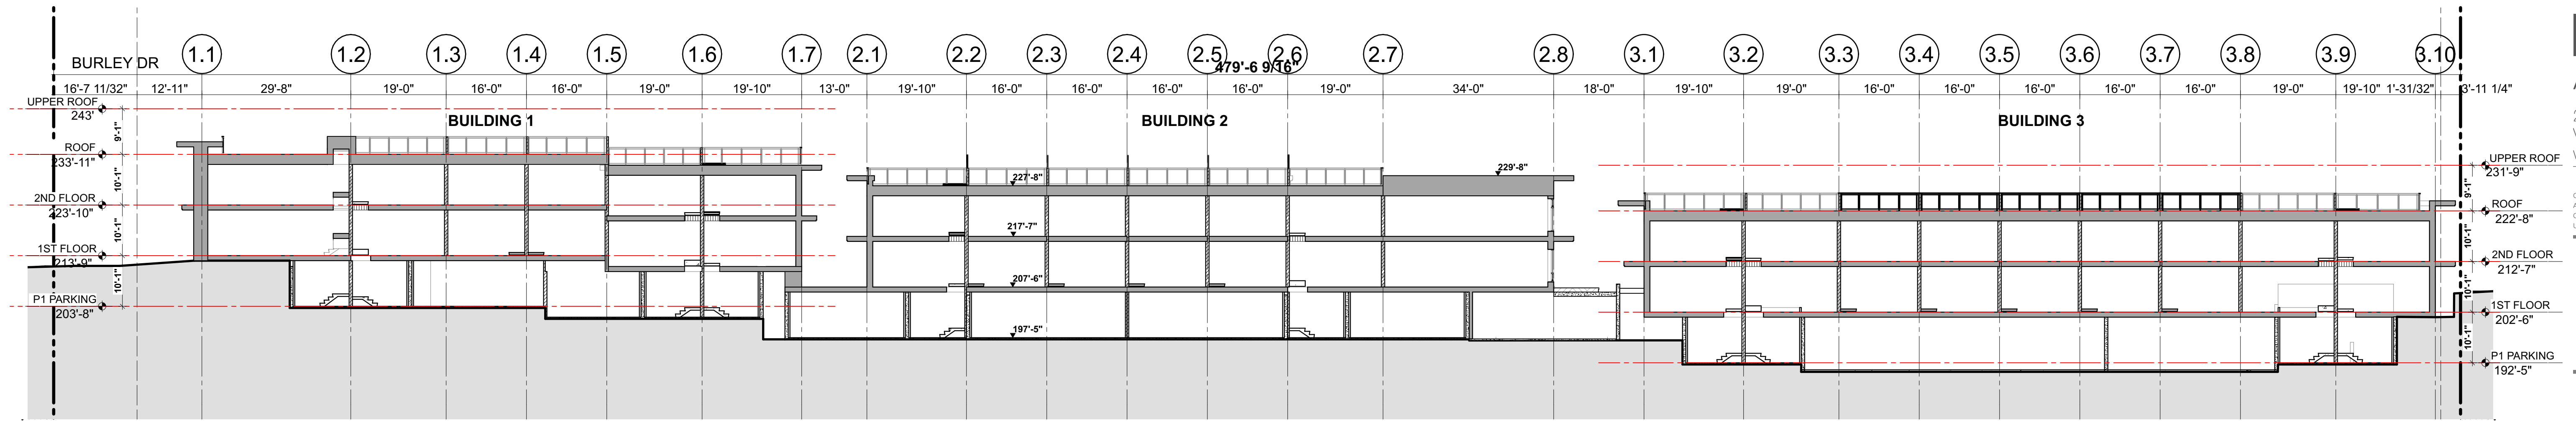 1.1 1.2 1.3 1.4 1.5 1.6 1.7 2.1 2.2 2.3 2.4 2.5 2.6 2.7 2.8 3.1 3.2 3.3 3.4 3.5 3.6 3.7 3.8 3.9 3.10
BURLEY DR
479'-6 9/16"
16'-7 11/32" 12'-11" 29'-8" 19'-0" 16'-0" 16'-0" 19'-0" 19'-10" 13'-0" 19'-10" 16'-0" 16'-0" 16'-0" 16'-0" 19'-0" 34'-0" 18'-0" 19'-10" 19'-0" 16'-0" 16'-0" 16'-0" 16'-0" 16'-0" 19'-0" 19'-10" 1'-31/32" 3'-11 1/4"
UPPER ROOF
243'
9'-1"
ROOF
233'-11"
10'-1"
2ND FLOOR
223'-10"
10'-1"
1ST FLOOR
213'-9"
10'-1"
P1 PARKING
203'-8"
BUILDING 1
BUILDING 2
227'-8"
229'-8"
217'-7"
207'-6"
197'-5"
BUILDING 3
UPPER ROOF
231'-9"
9'-1"
ROOF
222'-8"
10'-1"
2ND FLOOR
212'-7"
10'-1"
1ST FLOOR
202'-6"
10'-1"
P1 PARKING
192'-5"